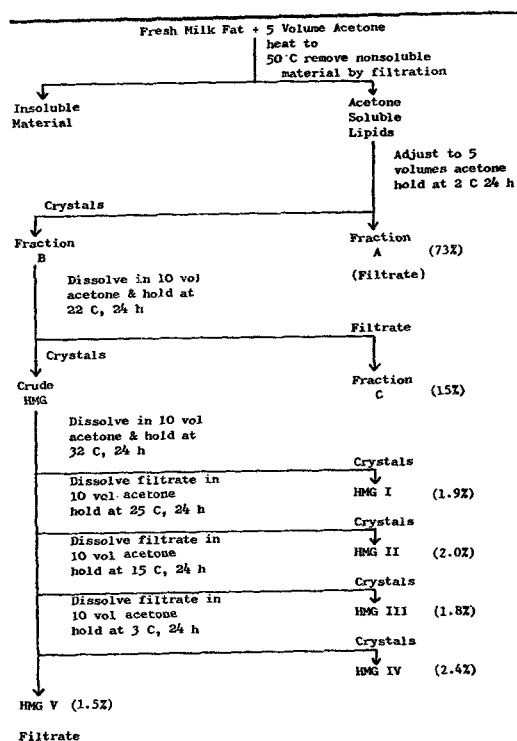 Fresh Milk Fat + 5 Volume Acetone
heat to
50°C remove nonsoluble
material by filtration
Insoluble
Material
Acetone
Soluble
Lipids
Adjust to 5
volumes acetone
hold at 2 C 24 h
Crystals
Fraction
B
Fraction
A (73%)
(Filtrate)
Dissolve in 10 vol
acetone & hold at
22 C, 24 h
Filtrate
Crystals
Crude
HMG
Fraction
C (15%)
Dissolve in 10 vol
acetone & hold at
32 C, 24 h
Crystals
Dissolve filtrate in
10 vol acetone
hold at 25 C, 24 h
HMG I (1.9%)
Crystals
Dissolve filtrate in
10 vol acetone
hold at 15 C, 24 h
HMG II (2.0%)
Crystals
Dissolve filtrate in
10 vol acetone
hold at 3 C, 24 h
HMG III (1.8%)
Crystals
HMG IV (2.4%)
HMG V (1.5%)
Filtrate